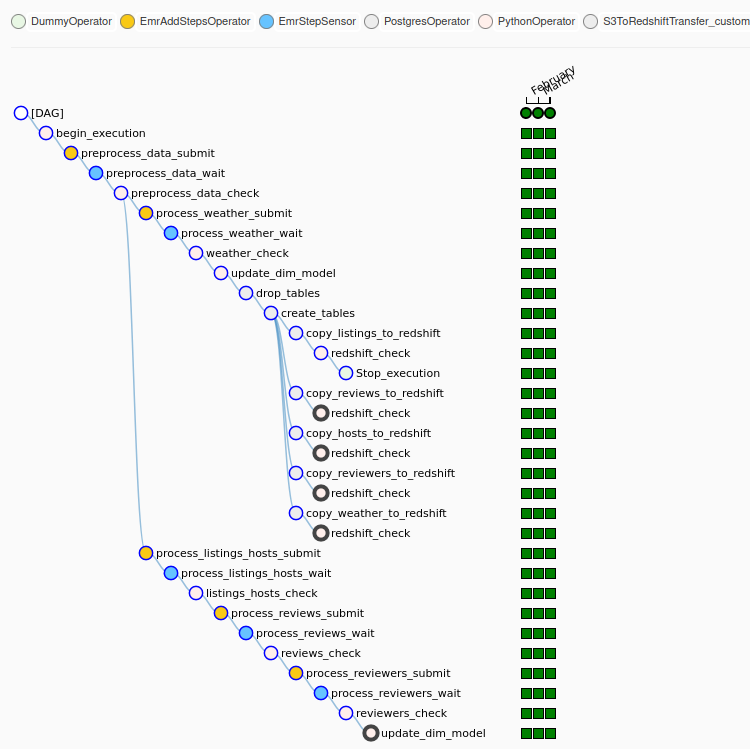 DummyOperator EmrAddStepsOperator EmrStepSensor PostgresOperator PythonOperator S3ToRedshiftTransfer_custom
February
March
[DAG]
begin_execution
preprocess_data_submit
preprocess_data_wait
preprocess_data_check
process_weather_submit
process_weather_wait
weather_check
update_dim_model
drop_tables
create_tables
copy_listings_to_redshift
redshift_check
Stop_execution
copy_reviews_to_redshift
redshift_check
copy_hosts_to_redshift
redshift_check
copy_reviewers_to_redshift
redshift_check
copy_weather_to_redshift
redshift_check
process_listings_hosts_submit
process_listings_hosts_wait
listings_hosts_check
process_reviews_submit
process_reviews_wait
reviews_check
process_reviewers_submit
process_reviewers_wait
reviewers_check
update_dim_model